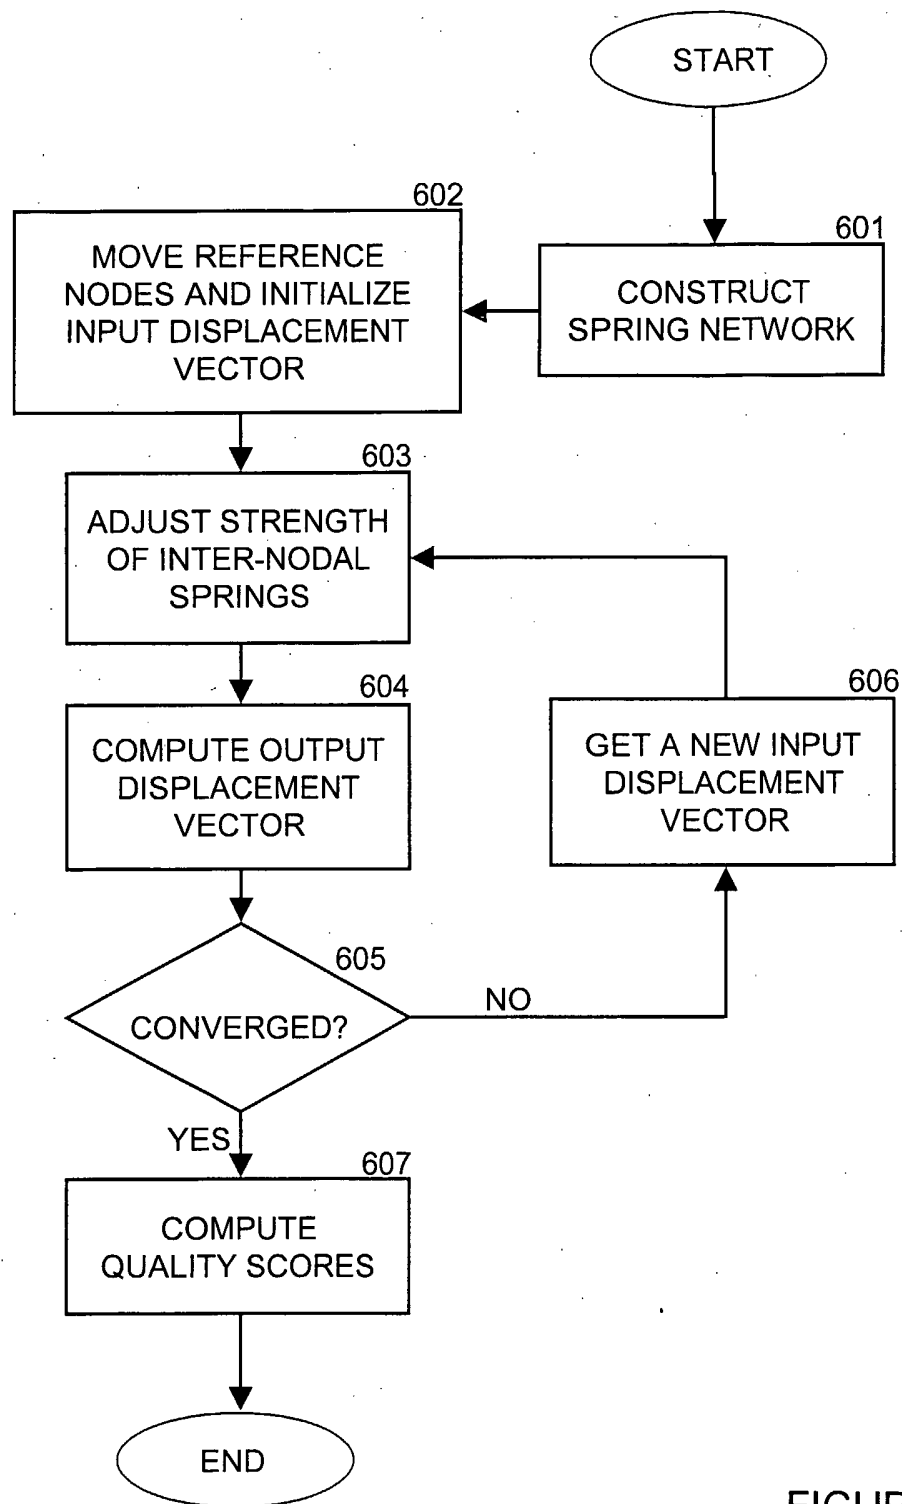 START
601
CONSTRUCT
SPRING NETWORK
602
MOVE REFERENCE
NODES AND INITIALIZE
INPUT DISPLACEMENT
VECTOR
603
ADJUST STRENGTH
OF INTER-NODAL
SPRINGS
604
COMPUTE OUTPUT
DISPLACEMENT
VECTOR
605
CONVERGED?
NO
606
GET A NEW INPUT
DISPLACEMENT
VECTOR
YES
607
COMPUTE
QUALITY SCORES
END